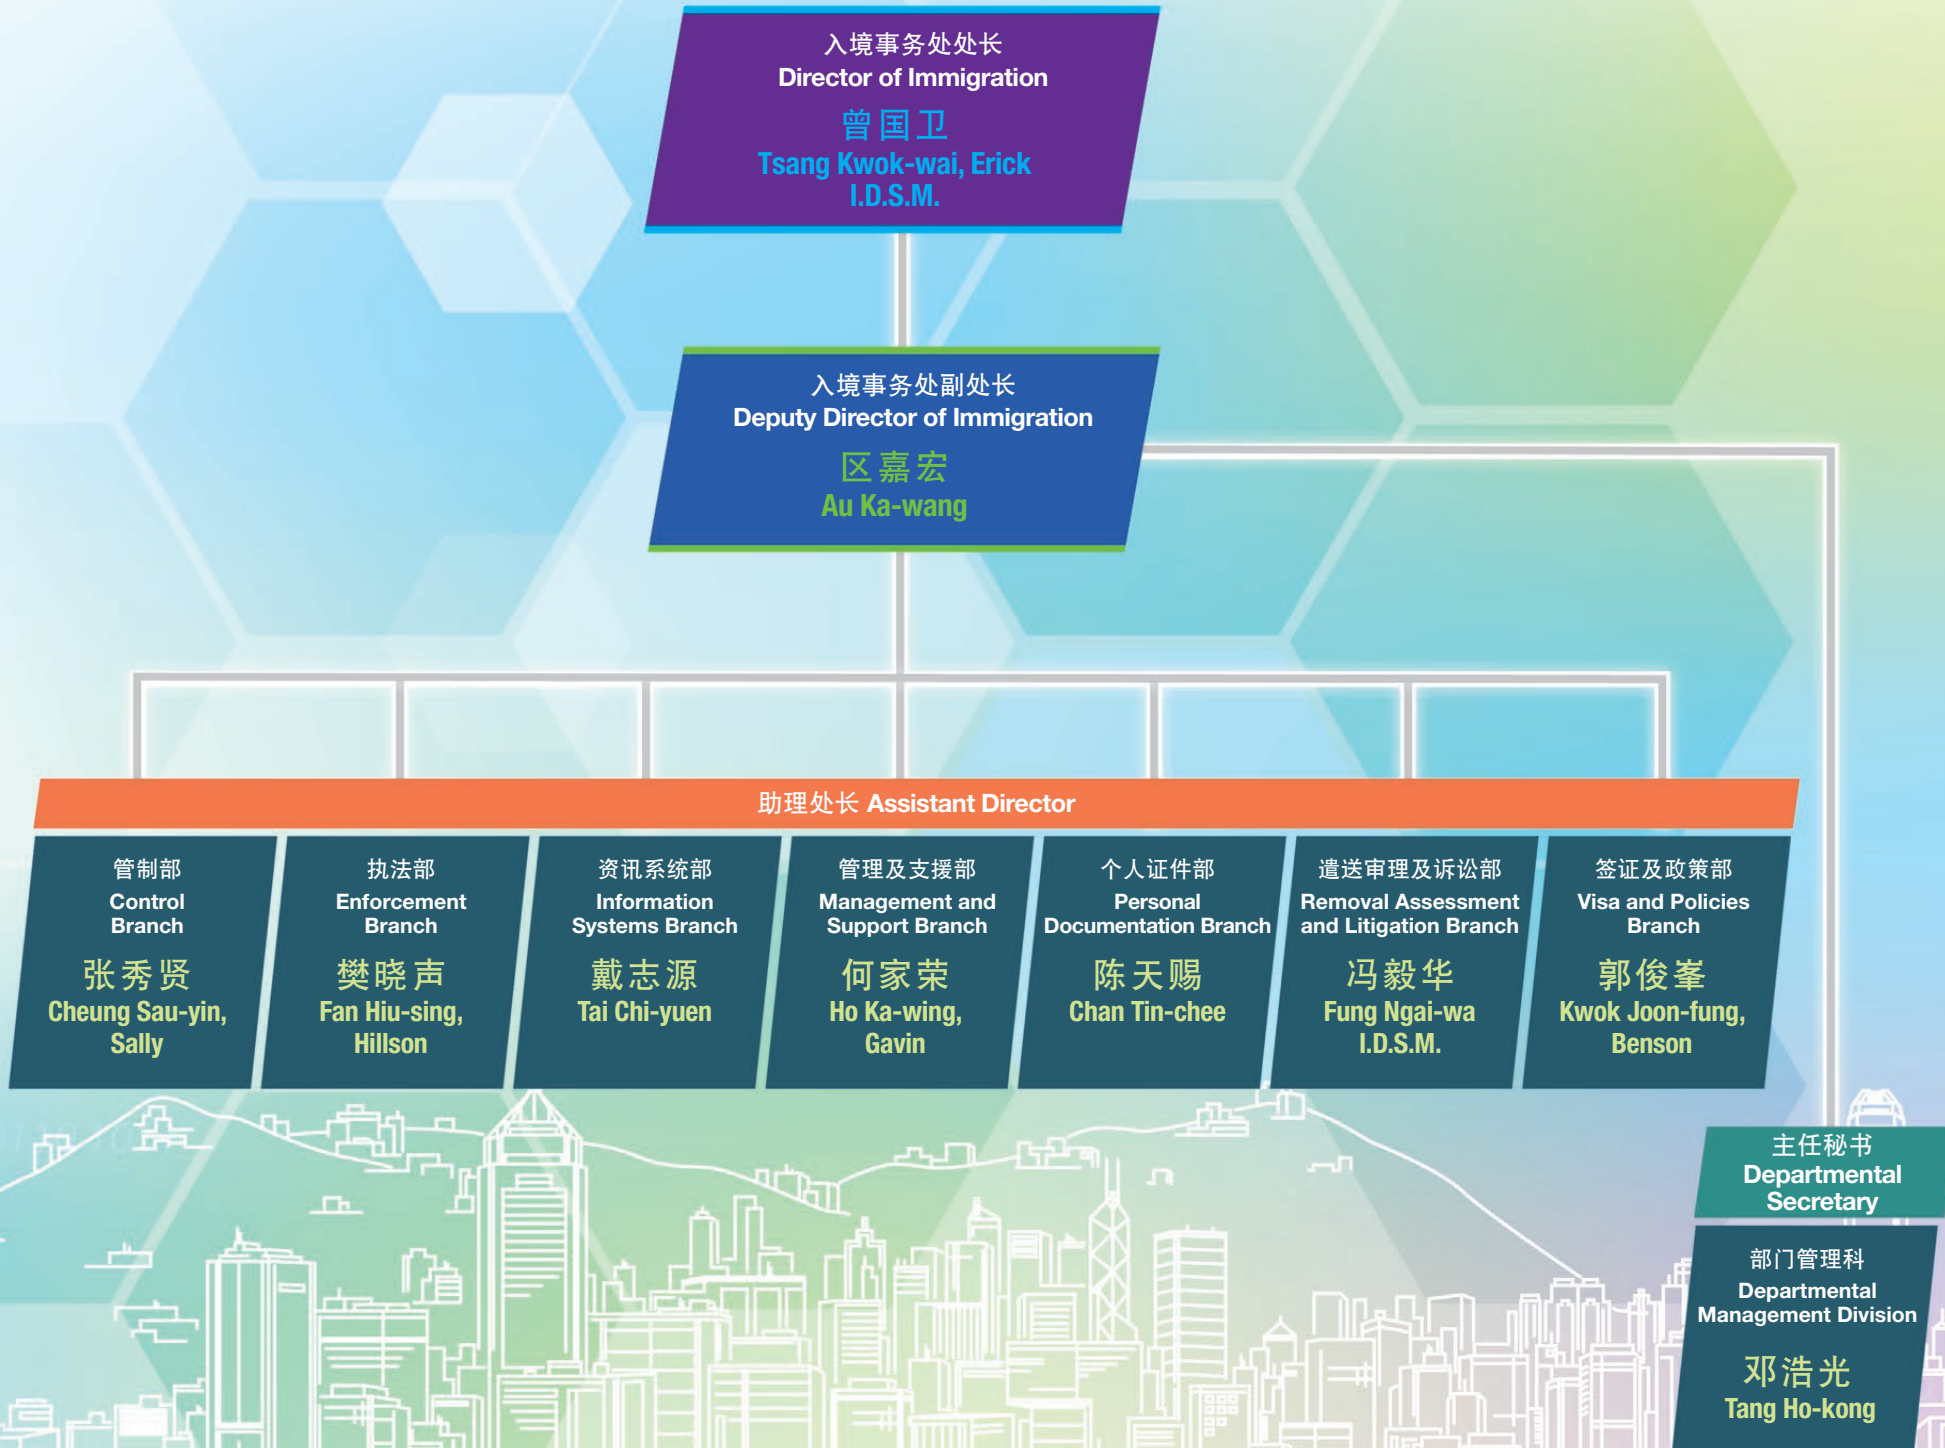 入境事务处处长
Director of Immigration
曾国卫
Tsang Kwok-wai, Erick
I.D.S.M.
入境事务处副处长
Deputy Director of Immigration
区嘉宏
Au Ka-wang
助理处长 Assistant Director
管制部
Control
Branch
张秀贤
Cheung Sau-yin,
Sally
执法部
Enforcement
Branch
樊晓声
Fan Hiu-sing,
Hillson
资讯系统部
Information
Systems Branch
戴志源
Tai Chi-yuen
管理及支援部
Management and
Support Branch
何家荣
Ho Ka-wing,
Gavin
个人证件部
Personal
Documentation Branch
陈天赐
Chan Tin-chee
遣送审理及诉讼部
Removal Assessment
and Litigation Branch
冯毅华
Fung Ngai-wa
I.D.S.M.
签证及政策部
Visa and Policies
Branch
郭俊峯
Kwok Joon-fung,
Benson
主任秘书
Departmental
Secretary
部门管理科
Departmental
Management Division
邓浩光
Tang Ho-kong